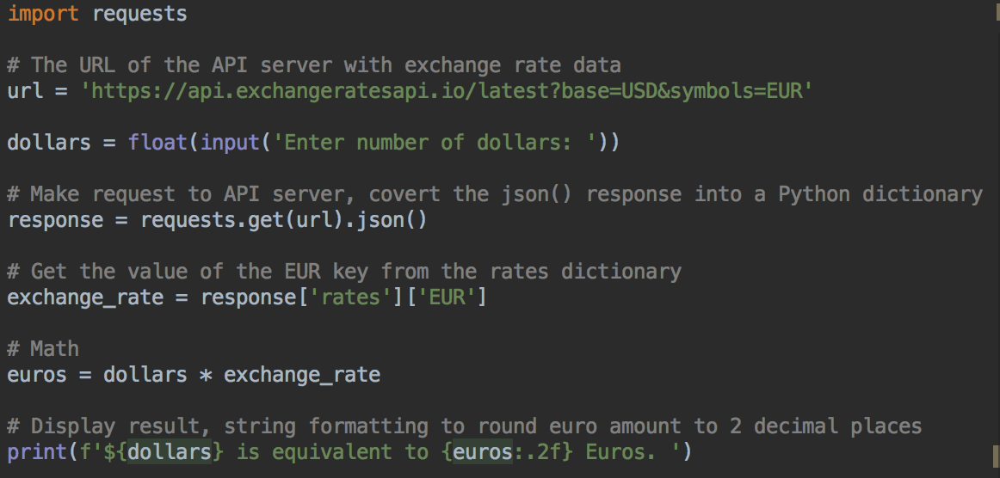 import requests
# The URL of the API server with exchange rate data
url = 'https://api.exchangeratesapi.io/latest?base=USD&symbols=EUR'
dollars = float(input('Enter number of dollars: '))
# Make request to API server, covert the json() response into a Python dictionary
response = requests.get(url).json()
# Get the value of the EUR key from the rates dictionary
exchange_rate = response['rates']['EUR']
# Math
euros = dollars * exchange_rate
# Display result, string formatting to round euro amount to 2 decimal places
print(f'${dollars} is equivalent to {euros:.2f} Euros. ')